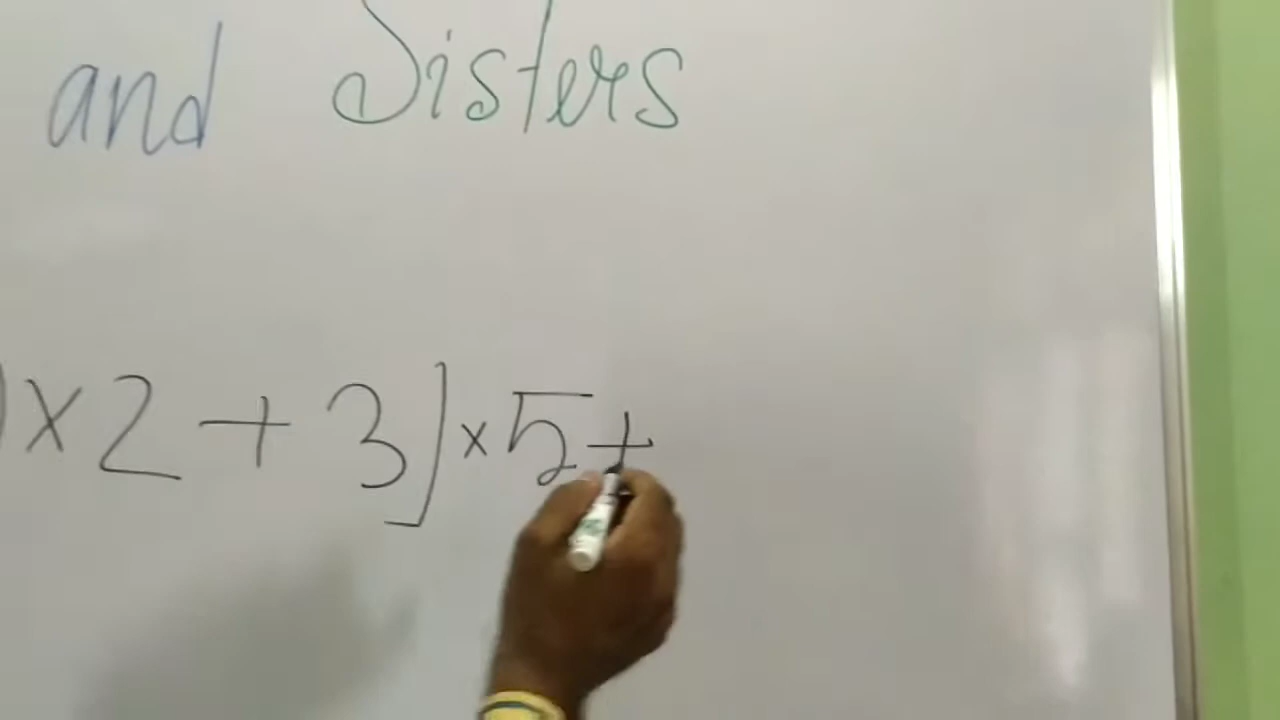 and Sisters
) × 2 + 3] × 5 +